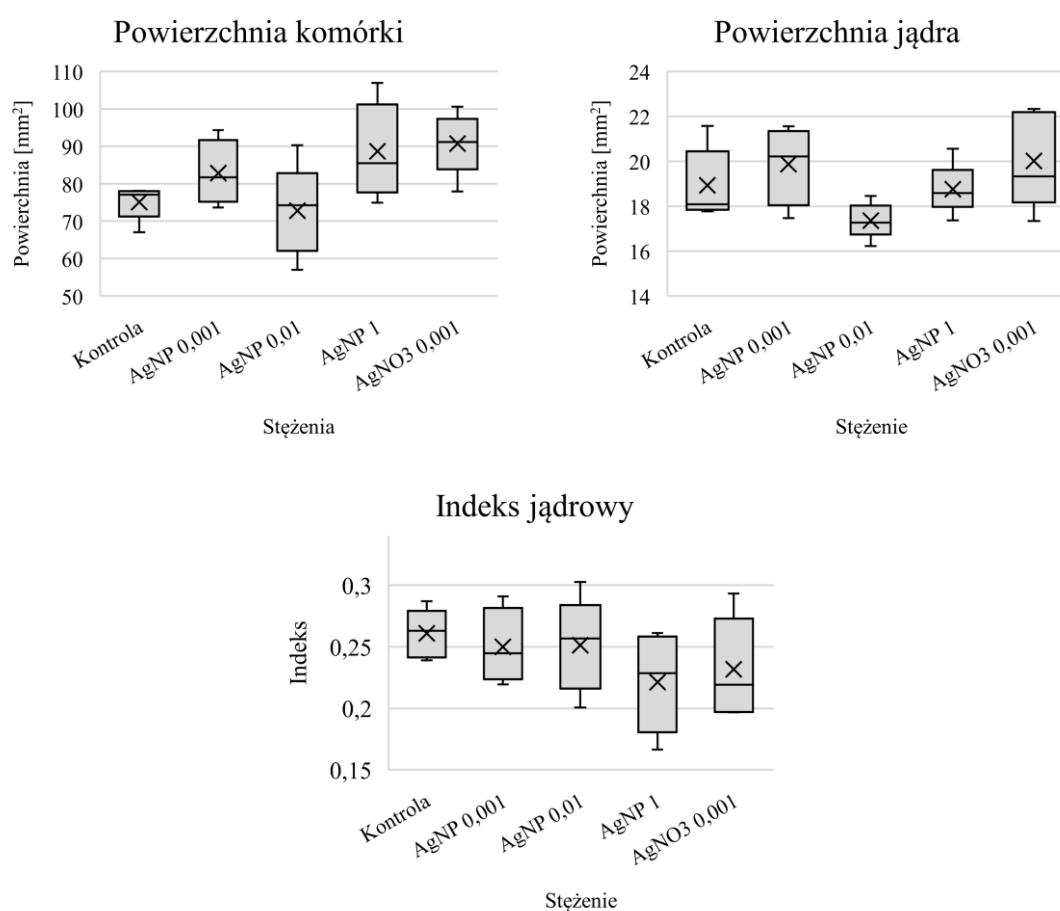 Powierzchnia komórki
Powierchnia [mm²]
110
100
90
80
70
60
50
Kontrola
AgNP 0,001
AgNP 0,01
AgNP 1
AgNO3 0,001
Stężenia
Powierzchnia jądra
Powierchnia [mm²]
24
22
20
18
16
14
Kontrola
AgNP 0,001
AgNP 0,01
AgNP 1
AgNO3 0,001
Stężenie
Indeks jądrowy
Indeks
0,3
0,25
0,2
0,15
Kontrola
AgNP 0,001
AgNP 0,01
AgNP 1
AgNO3 0,001
Stężenie